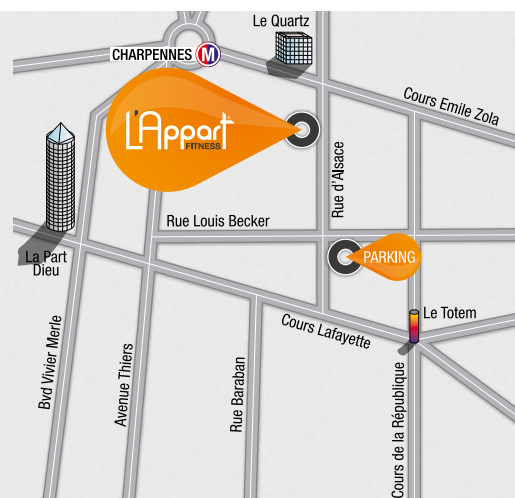 Le Quartz
CHARPENNES M
Cours Emile Zola
L'Appart
FITNESS
Rue d'Alsace
Rue Louis Becker
La Part
Dieu
PARKING
Le Totem
Cours Lafayette
Bvd Vivier Merle
Avenue Thiers
Rue Baraban
Cours de la République